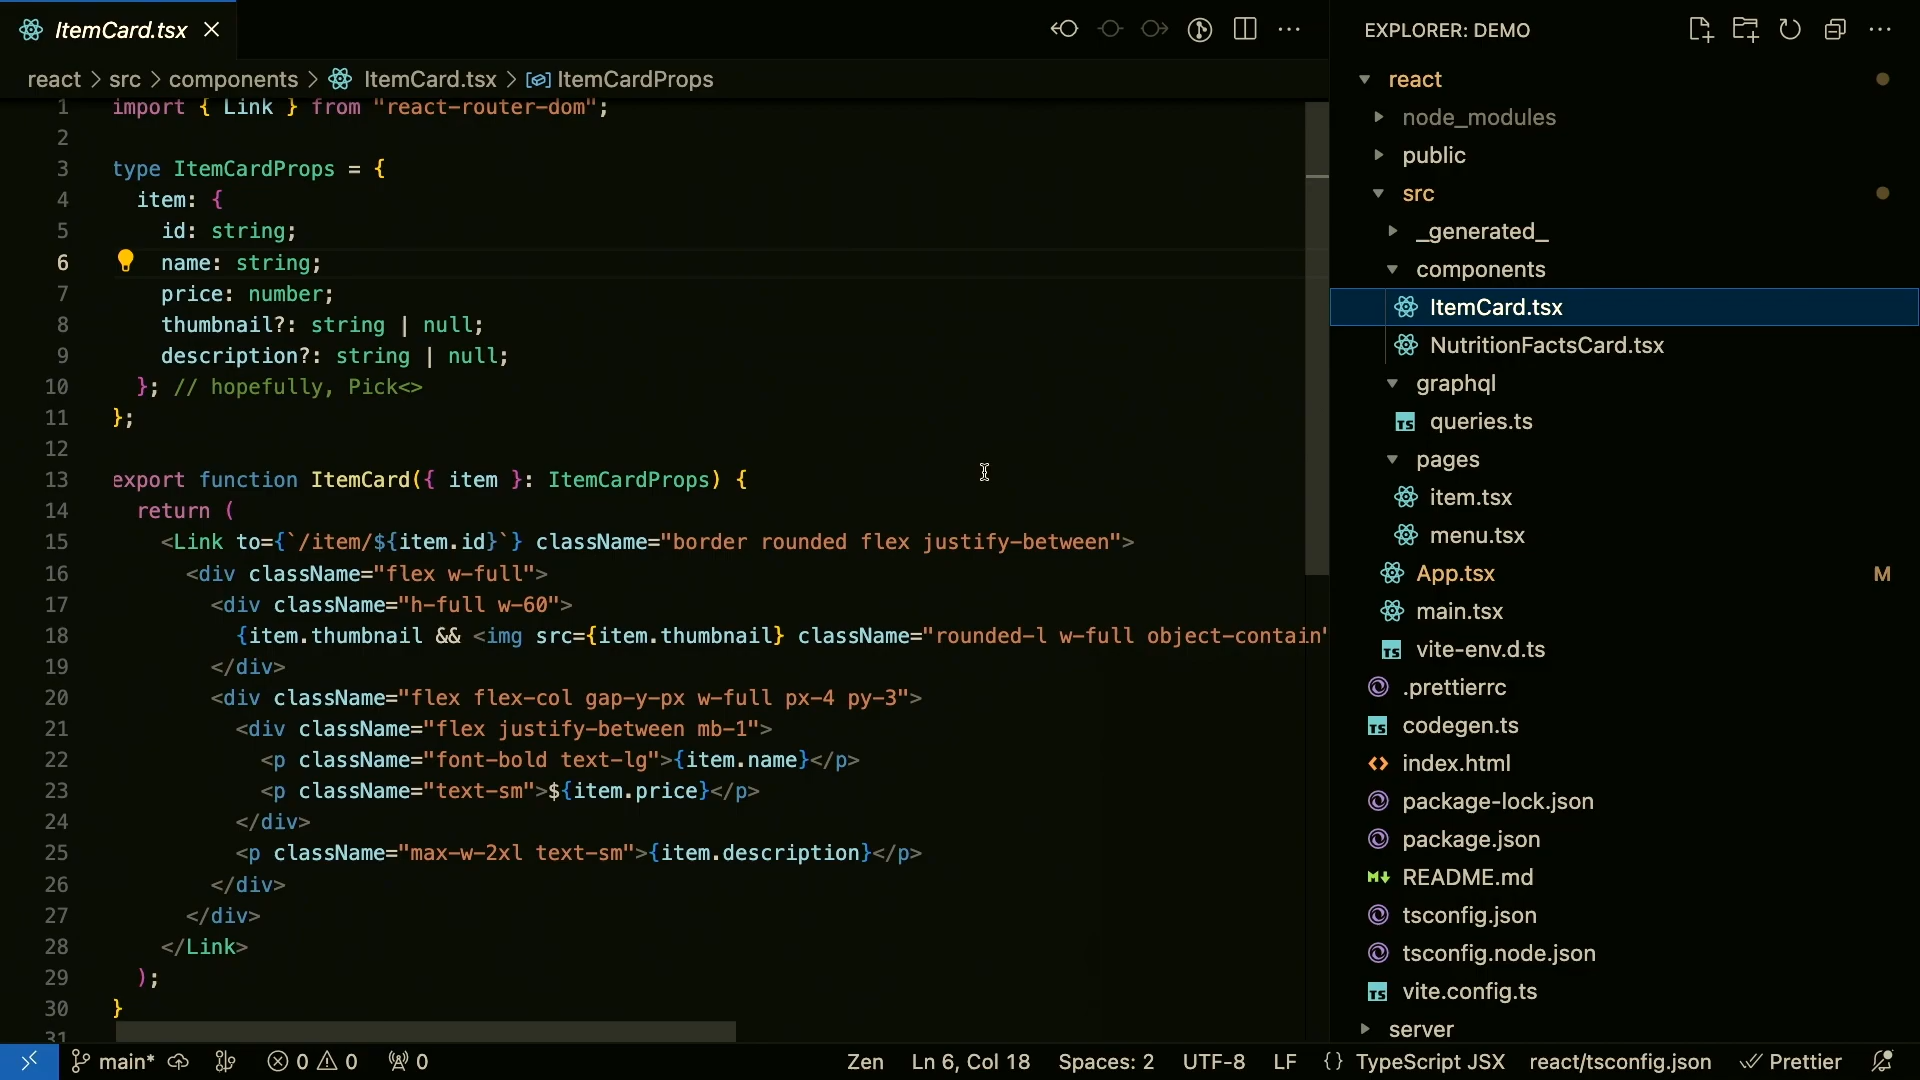 ItemCard.tsx
EXPLORER: DEMO
react > src > components > ItemCard.tsx > ItemCardProps
1 import { Link } from "react-router-dom";
2
3 type ItemCardProps = {
4 item: {
5 id: string;
6 name: string;
7 price: number;
8 thumbnail?: string | null;
9 description?: string | null;
10 }; // hopefully, Pick<>
11 };
12
13 export function ItemCard({ item }: ItemCardProps) {
14 return (
15 <Link to={`/item/${item.id}`} className="border rounded flex justify-between">
16 <div className="flex w-full">
17 <div className="h-full w-60">
18 {item.thumbnail && <img src={item.thumbnail} className="rounded-l w-full object-contain"
19 </div>
20 <div className="flex flex-col gap-y-px w-full px-4 py-3">
21 <div className="flex justify-between mb-1">
22 <p className="font-bold text-lg">{item.name}</p>
23 <p className="text-sm">${item.price}</p>
24 </div>
25 <p className="max-w-2xl text-sm">{item.description}</p>
26 </div>
27 </div>
28 </Link>
29 );
30 }
31
react
node_modules
public
src
_generated_
components
ItemCard.tsx
NutritionFactsCard.tsx
graphql
TS queries.ts
pages
item.tsx
menu.tsx
App.tsx M
main.tsx
TS vite-env.d.ts
.prettierrc
TS codegen.ts
index.html
package-lock.json
package.json
README.md
tsconfig.json
tsconfig.node.json
TS vite.config.ts
server
main* 0 0 0 Zen Ln 6, Col 18 Spaces: 2 UTF-8 LF {} TypeScript JSX react/tsconfig.json Prettier